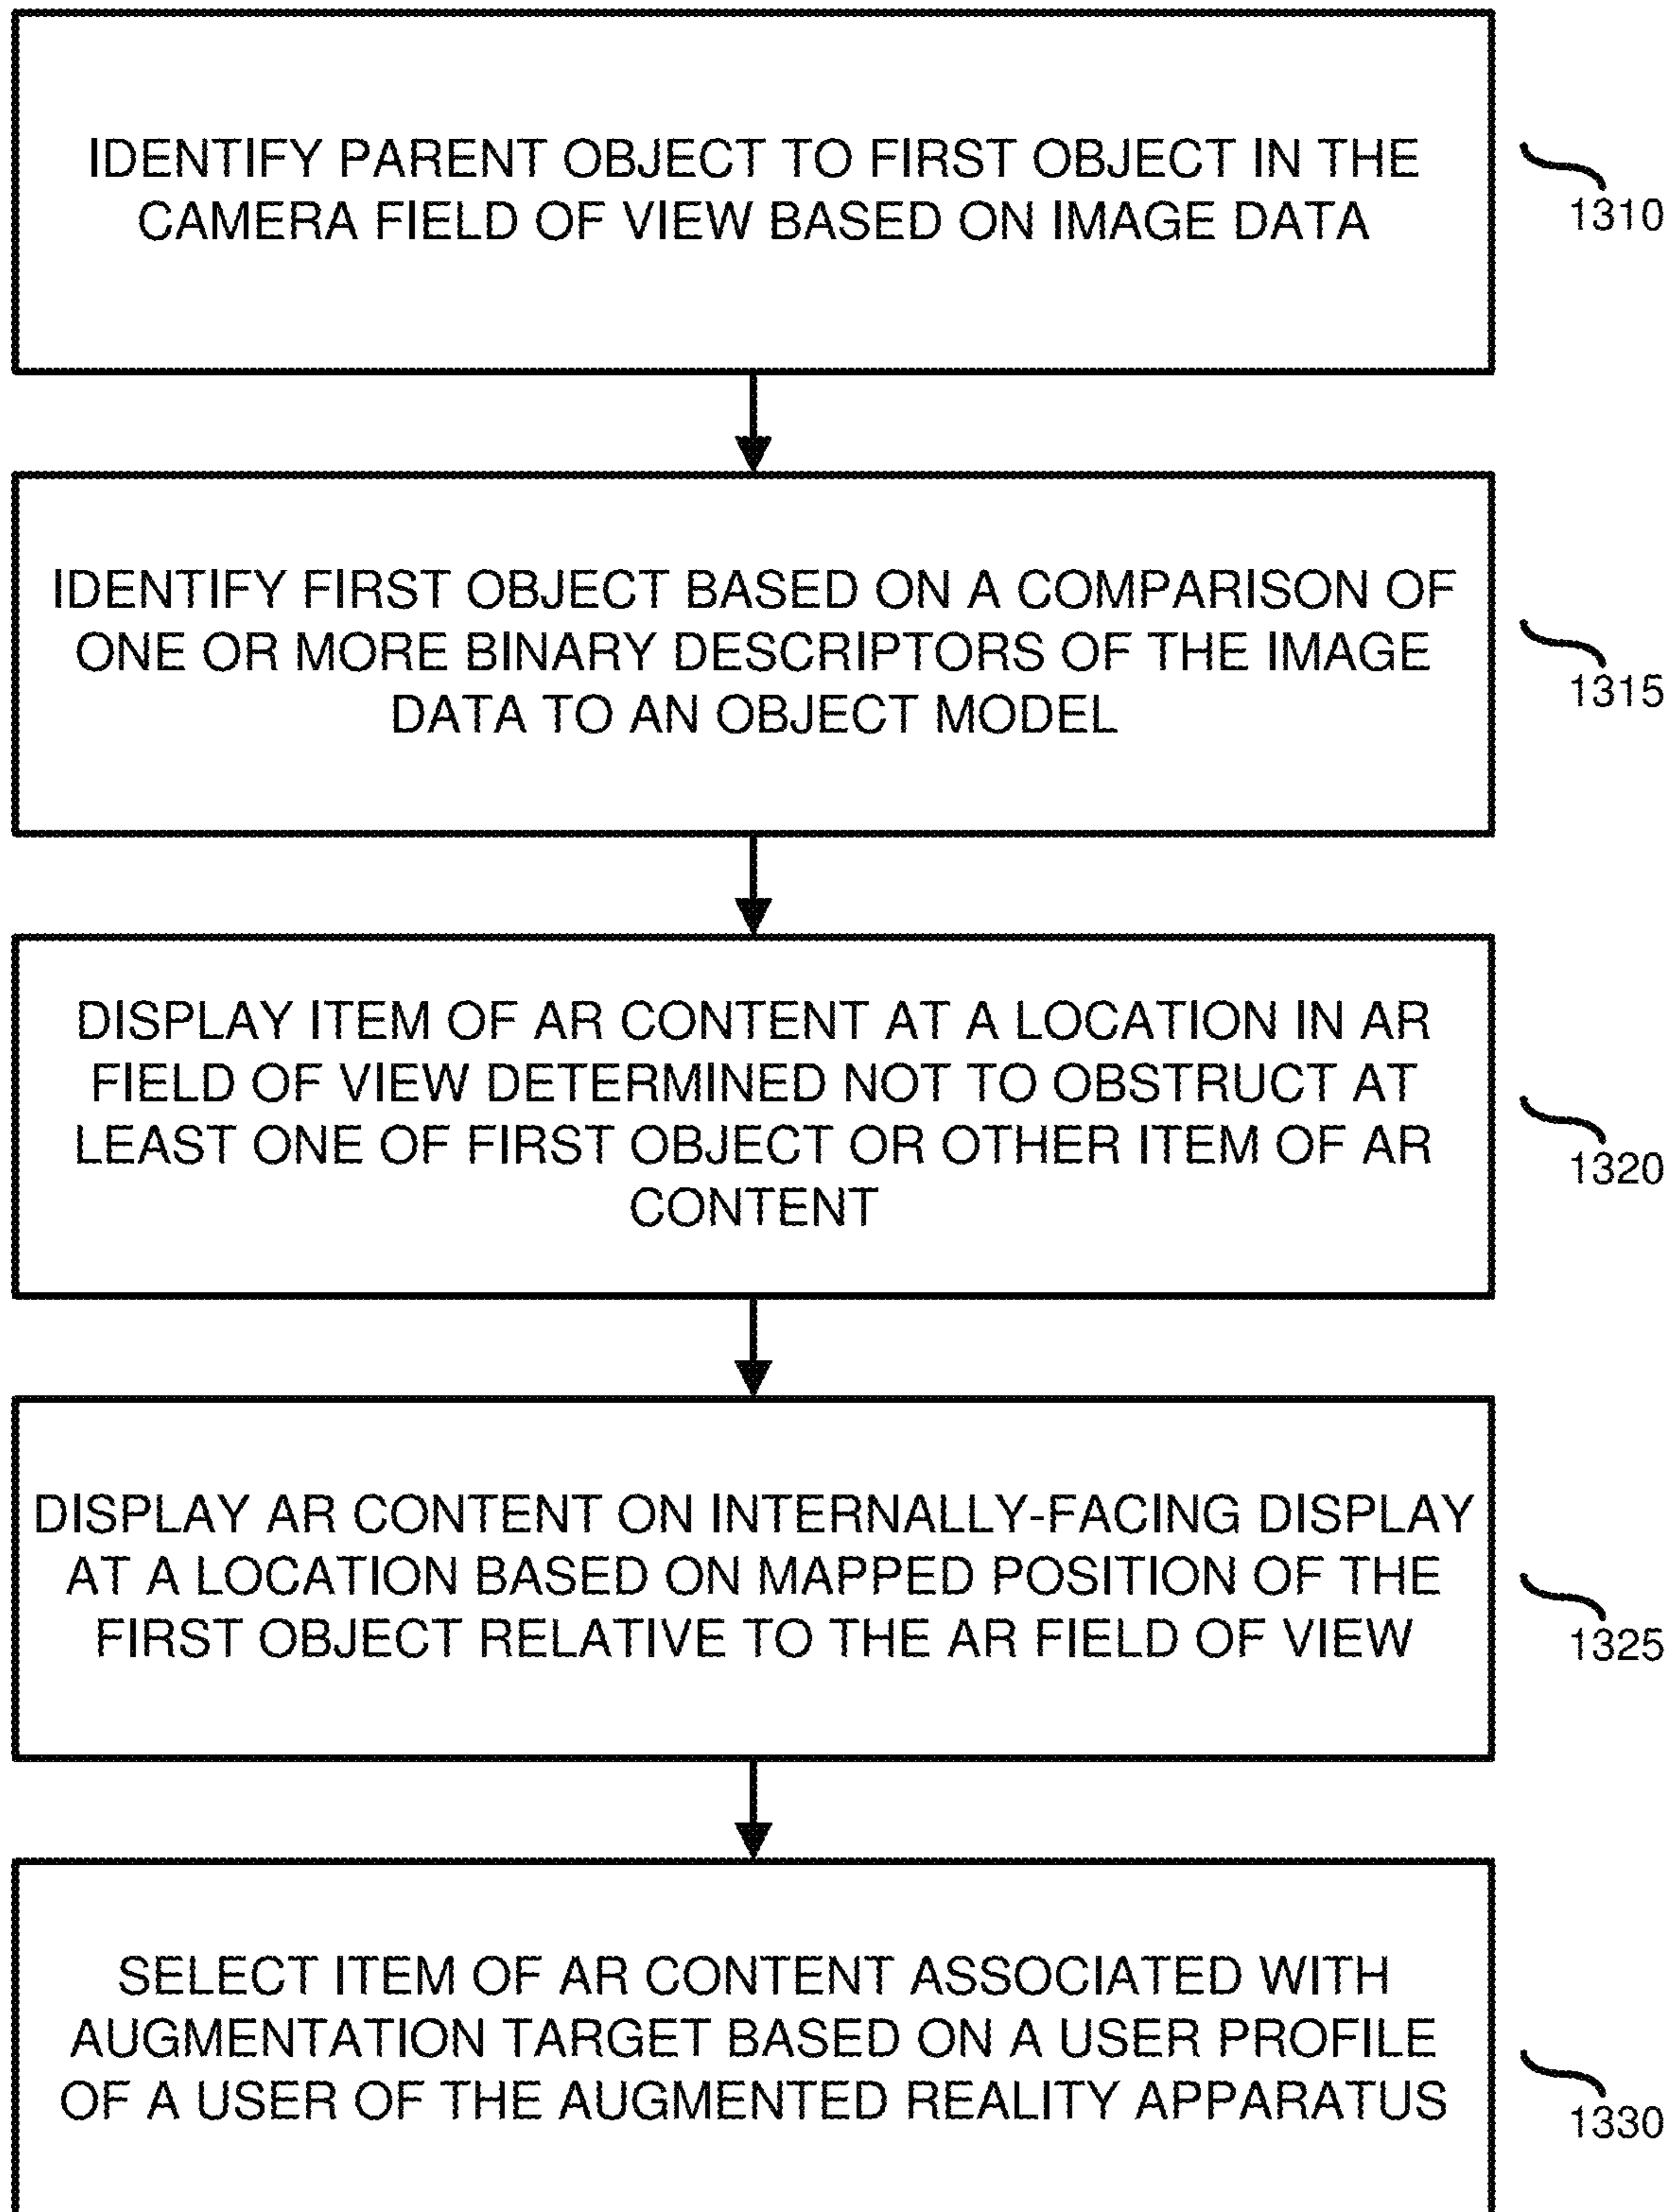 IDENTIFY PARENT OBJECT TO FIRST OBJECT IN THE
CAMERA FIELD OF VIEW BASED ON IMAGE DATA
1310
IDENTIFY FIRST OBJECT BASED ON A COMPARISON OF
ONE OR MORE BINARY DESCRIPTORS OF THE IMAGE
DATA TO AN OBJECT MODEL
1315
DISPLAY ITEM OF AR CONTENT AT A LOCATION IN AR
FIELD OF VIEW DETERMINED NOT TO OBSTRUCT AT
LEAST ONE OF FIRST OBJECT OR OTHER ITEM OF AR
CONTENT
1320
DISPLAY AR CONTENT ON INTERNALLY-FACING DISPLAY
AT A LOCATION BASED ON MAPPED POSITION OF THE
FIRST OBJECT RELATIVE TO THE AR FIELD OF VIEW
1325
SELECT ITEM OF AR CONTENT ASSOCIATED WITH
AUGMENTATION TARGET BASED ON A USER PROFILE
OF A USER OF THE AUGMENTED REALITY APPARATUS
1330